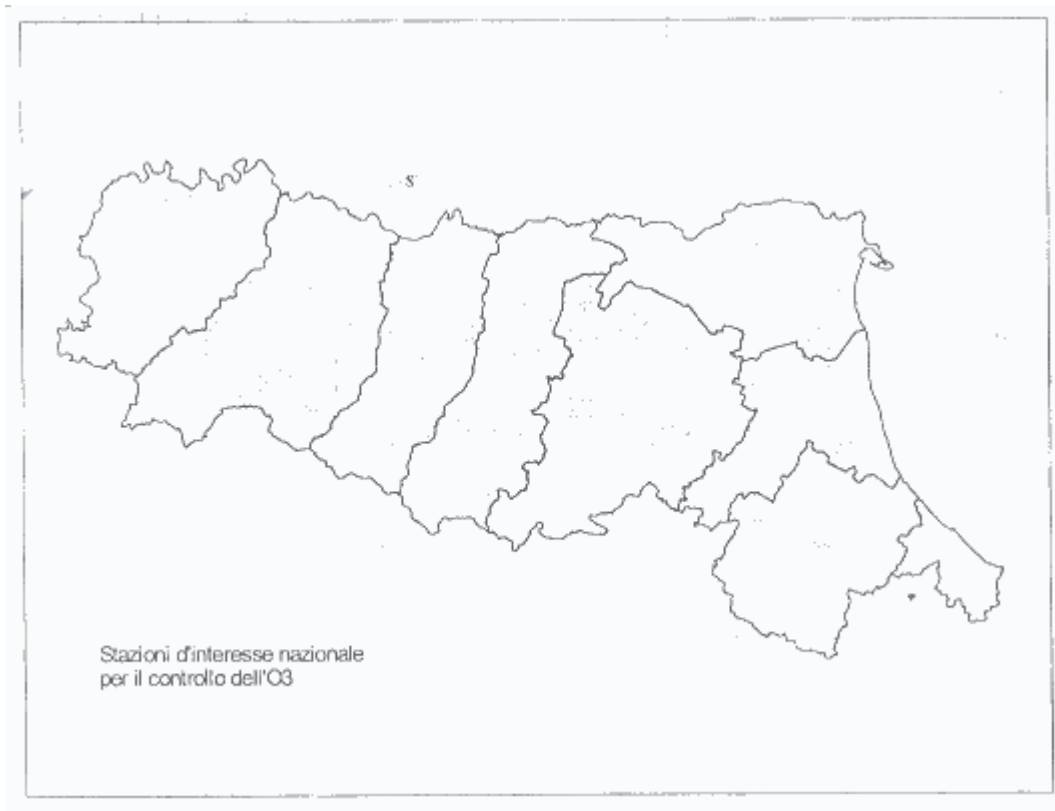 S
Stazioni d'interesse nazionale
per il controllo dell'O3